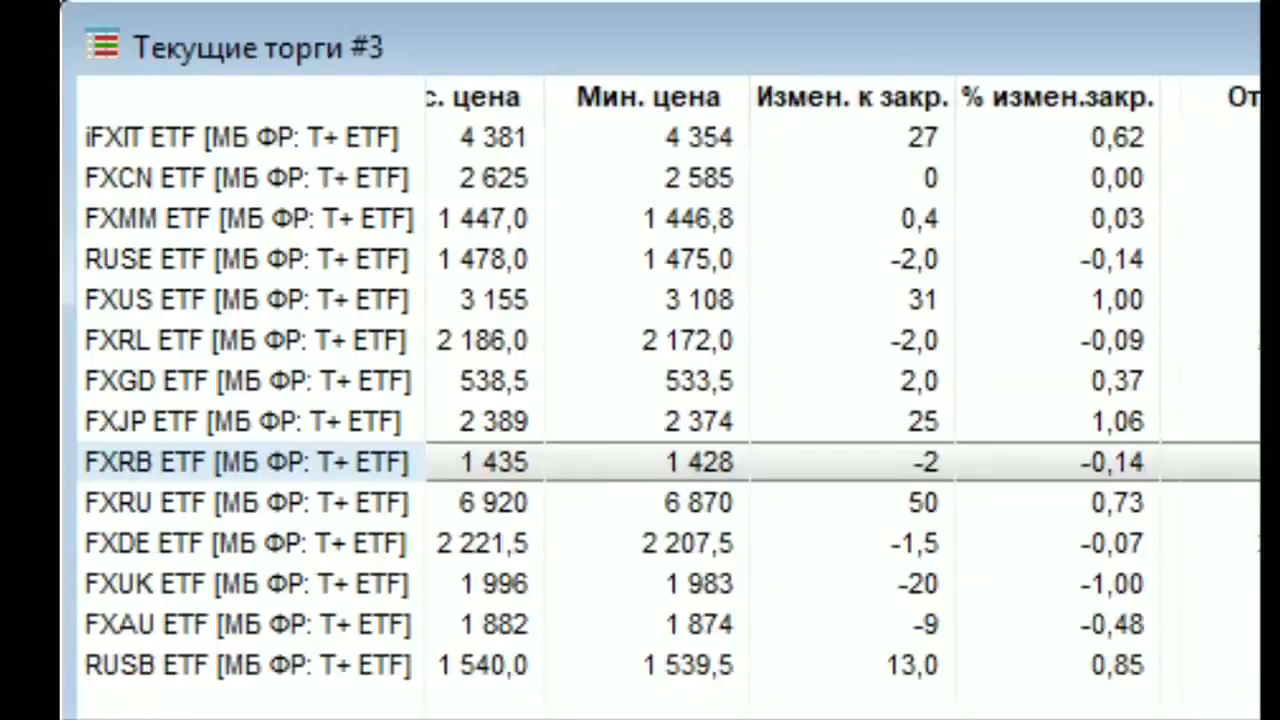 Текущие торги #3
с. цена Мин. цена Измен. к закр. % измен.закр. От
iFXIT ETF [МБ ФР: Т+ ETF] 4 381 4 354 27 0,62
FXCN ETF [МБ ФР: Т+ ETF] 2 625 2 585 0 0,00
FXMM ETF [МБ ФР: Т+ ETF] 1 447,0 1 446,8 0,4 0,03
RUSE ETF [МБ ФР: Т+ ETF] 1 478,0 1 475,0 -2,0 -0,14
FXUS ETF [МБ ФР: Т+ ETF] 3 155 3 108 31 1,00
FXRL ETF [МБ ФР: Т+ ETF] 2 186,0 2 172,0 -2,0 -0,09
FXGD ETF [МБ ФР: Т+ ETF] 538,5 533,5 2,0 0,37
FXJP ETF [МБ ФР: Т+ ETF] 2 389 2 374 25 1,06
FXRB ETF [МБ ФР: Т+ ETF] 1 435 1 428 -2 -0,14
FXRU ETF [МБ ФР: Т+ ETF] 6 920 6 870 50 0,73
FXDE ETF [МБ ФР: Т+ ETF] 2 221,5 2 207,5 -1,5 -0,07
FXUK ETF [МБ ФР: Т+ ETF] 1 996 1 983 -20 -1,00
FXAU ETF [МБ ФР: Т+ ETF] 1 882 1 874 -9 -0,48
RUSB ETF [МБ ФР: Т+ ETF] 1 540,0 1 539,5 13,0 0,85